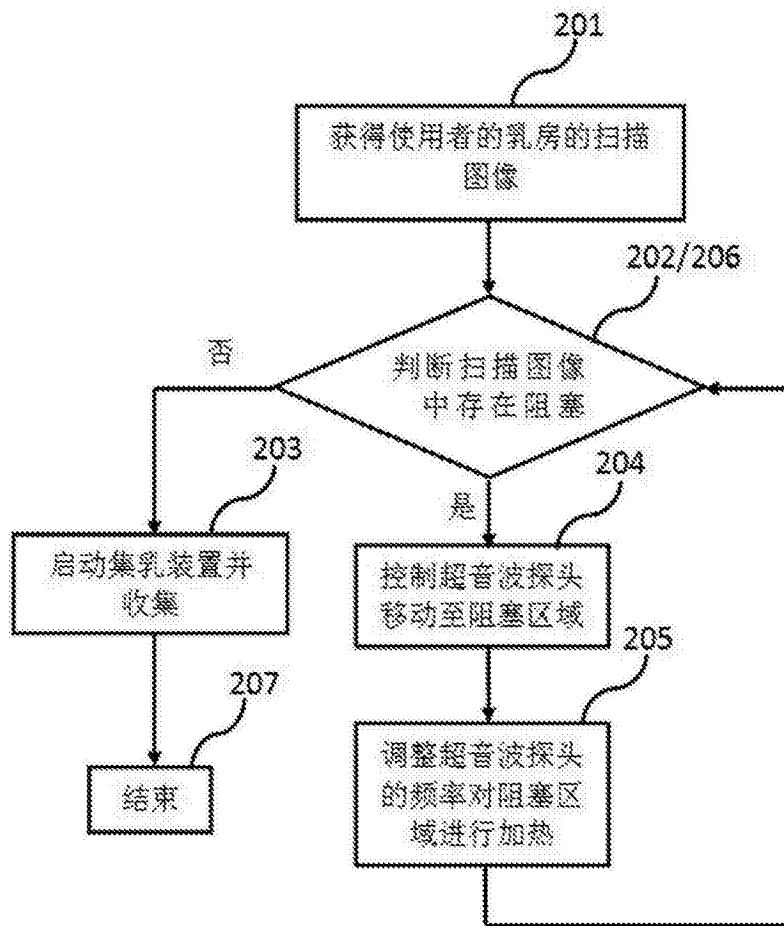 201
获得使用者的乳房的扫描
图像
202/206
判断扫描图像
中存在阻塞
否
是
203
启动集乳装置并
收集
204
控制超音波探头
移动至阻塞区域
205
调整超音波探头
的频率对阻塞区
域进行加热
207
结束